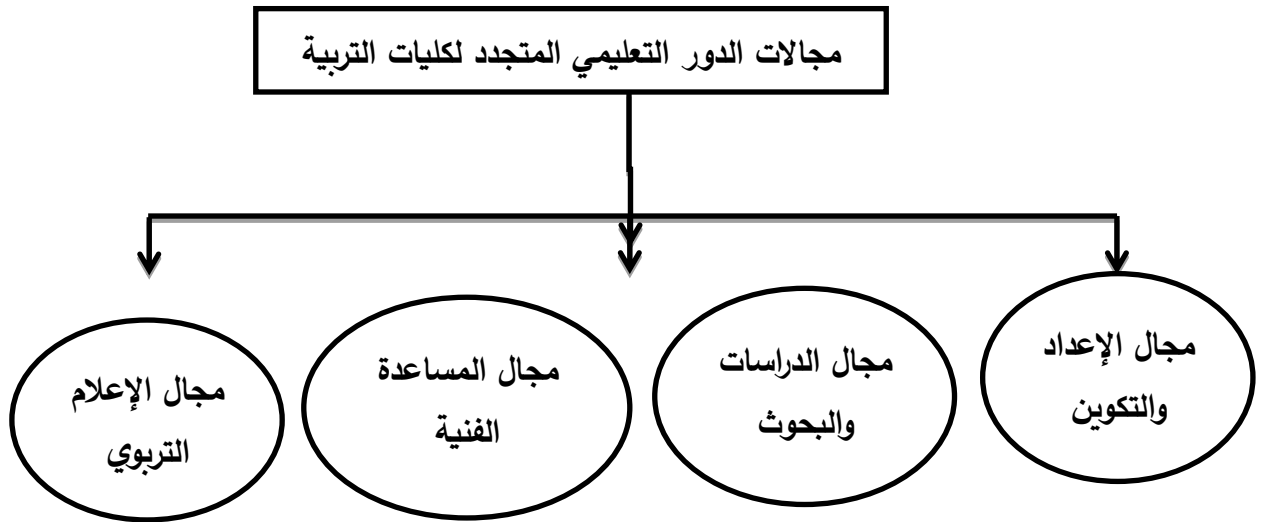 مجالات الدور التعليمي المتجدد لكليات التربية
مجال الإعداد
والتكوين
مجال الدراسات
والبحوث
مجال المساعدة
الفنية
مجال الإعلام
التربوي